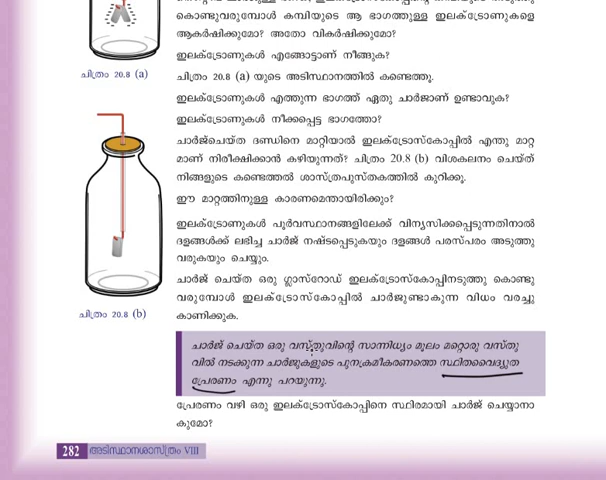 കൊണ്ടുവരുമ്പോൾ കമ്പിയുടെ ആ ഭാഗത്തുള്ള ഇലക്ട്രോണുകളെ
ആകർഷിക്കുമോ? അതോ വികർഷിക്കുമോ?
ഇലക്ട്രോണുകൾ എങ്ങോട്ടാണ് നീങ്ങുക?
ചിത്രം 20.8 (a)
ചിത്രം 20.8 (a) യുടെ അടിസ്ഥാനത്തിൽ കണ്ടെത്തൂ.
ഇലക്ട്രോണുകൾ എത്തുന്ന ഭാഗത്ത് ഏതു ചാർജാണ് ഉണ്ടാവുക?
ഇലക്ട്രോണുകൾ നീക്കപ്പെട്ട ഭാഗത്തോ?
ചാർജ്ചെയ്ത ദണ്ഡിനെ മാറ്റിയാൽ ഇലക്ട്രോസ്കോപ്പിൽ എന്തു മാറ്റ
മാണ് നിരീക്ഷിക്കാൻ കഴിയുന്നത്? ചിത്രം 20.8 (b) വിശകലനം ചെയ്ത്
നിങ്ങളുടെ കണ്ടെത്തൽ ശാസ്ത്രപുസ്തകത്തിൽ കുറിക്കൂ.
ഈ മാറ്റത്തിനുള്ള കാരണമെന്തായിരിക്കും?
ഇലക്ട്രോണുകൾ പൂർവസ്ഥാനങ്ങളിലേക്ക് വിന്യസിക്കപ്പെടുന്നതിനാൽ
ദളങ്ങൾക്ക് ലഭിച്ച ചാർജ് നഷ്ടപ്പെടുകയും ദളങ്ങൾ പരസ്പരം അടുത്തു
വരുകയും ചെയ്യും.
ചാർജ് ചെയ്ത ഒരു ഗ്ലാസ്റോഡ് ഇലക്ട്രോസ്കോപ്പിനടുത്തു കൊണ്ടു
വരുമ്പോൾ ഇലക്ട്രോസ്കോപ്പിൽ ചാർജുണ്ടാകുന്ന വിധം വരച്ചു
കാണിക്കുക.
ചിത്രം 20.8 (b)
ചാർജ് ചെയ്ത ഒരു വസ്തുവിന്റെ സാന്നിധ്യം മൂലം മറ്റൊരു വസ്തു
വിൽ നടക്കുന്ന ചാർജുകളുടെ പുനഃക്രമീകരണത്തെ സ്ഥിതവൈദ്യുത
പ്രേരണം എന്നു പറയുന്നു.
പ്രേരണം വഴി ഒരു ഇലക്ട്രോസ്കോപ്പിനെ സ്ഥിരമായി ചാർജ് ചെയ്യാനാ
കുമോ?
282 അടിസ്ഥാനശാസ്ത്രം VIII